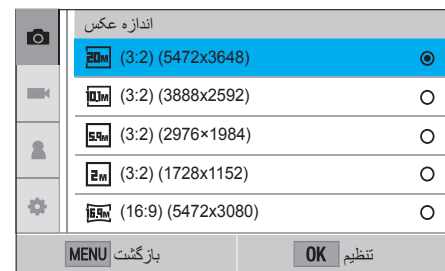 اندازه عکس
20M (3:2) (5472x3648)
10.1M (3:2) (3888x2592)
5.9M (3:2) (2976×1984)
2M (3:2) (1728x1152)
16.9M (16:9) (5472x3080)
MENU بازگشت
OK تنظیم